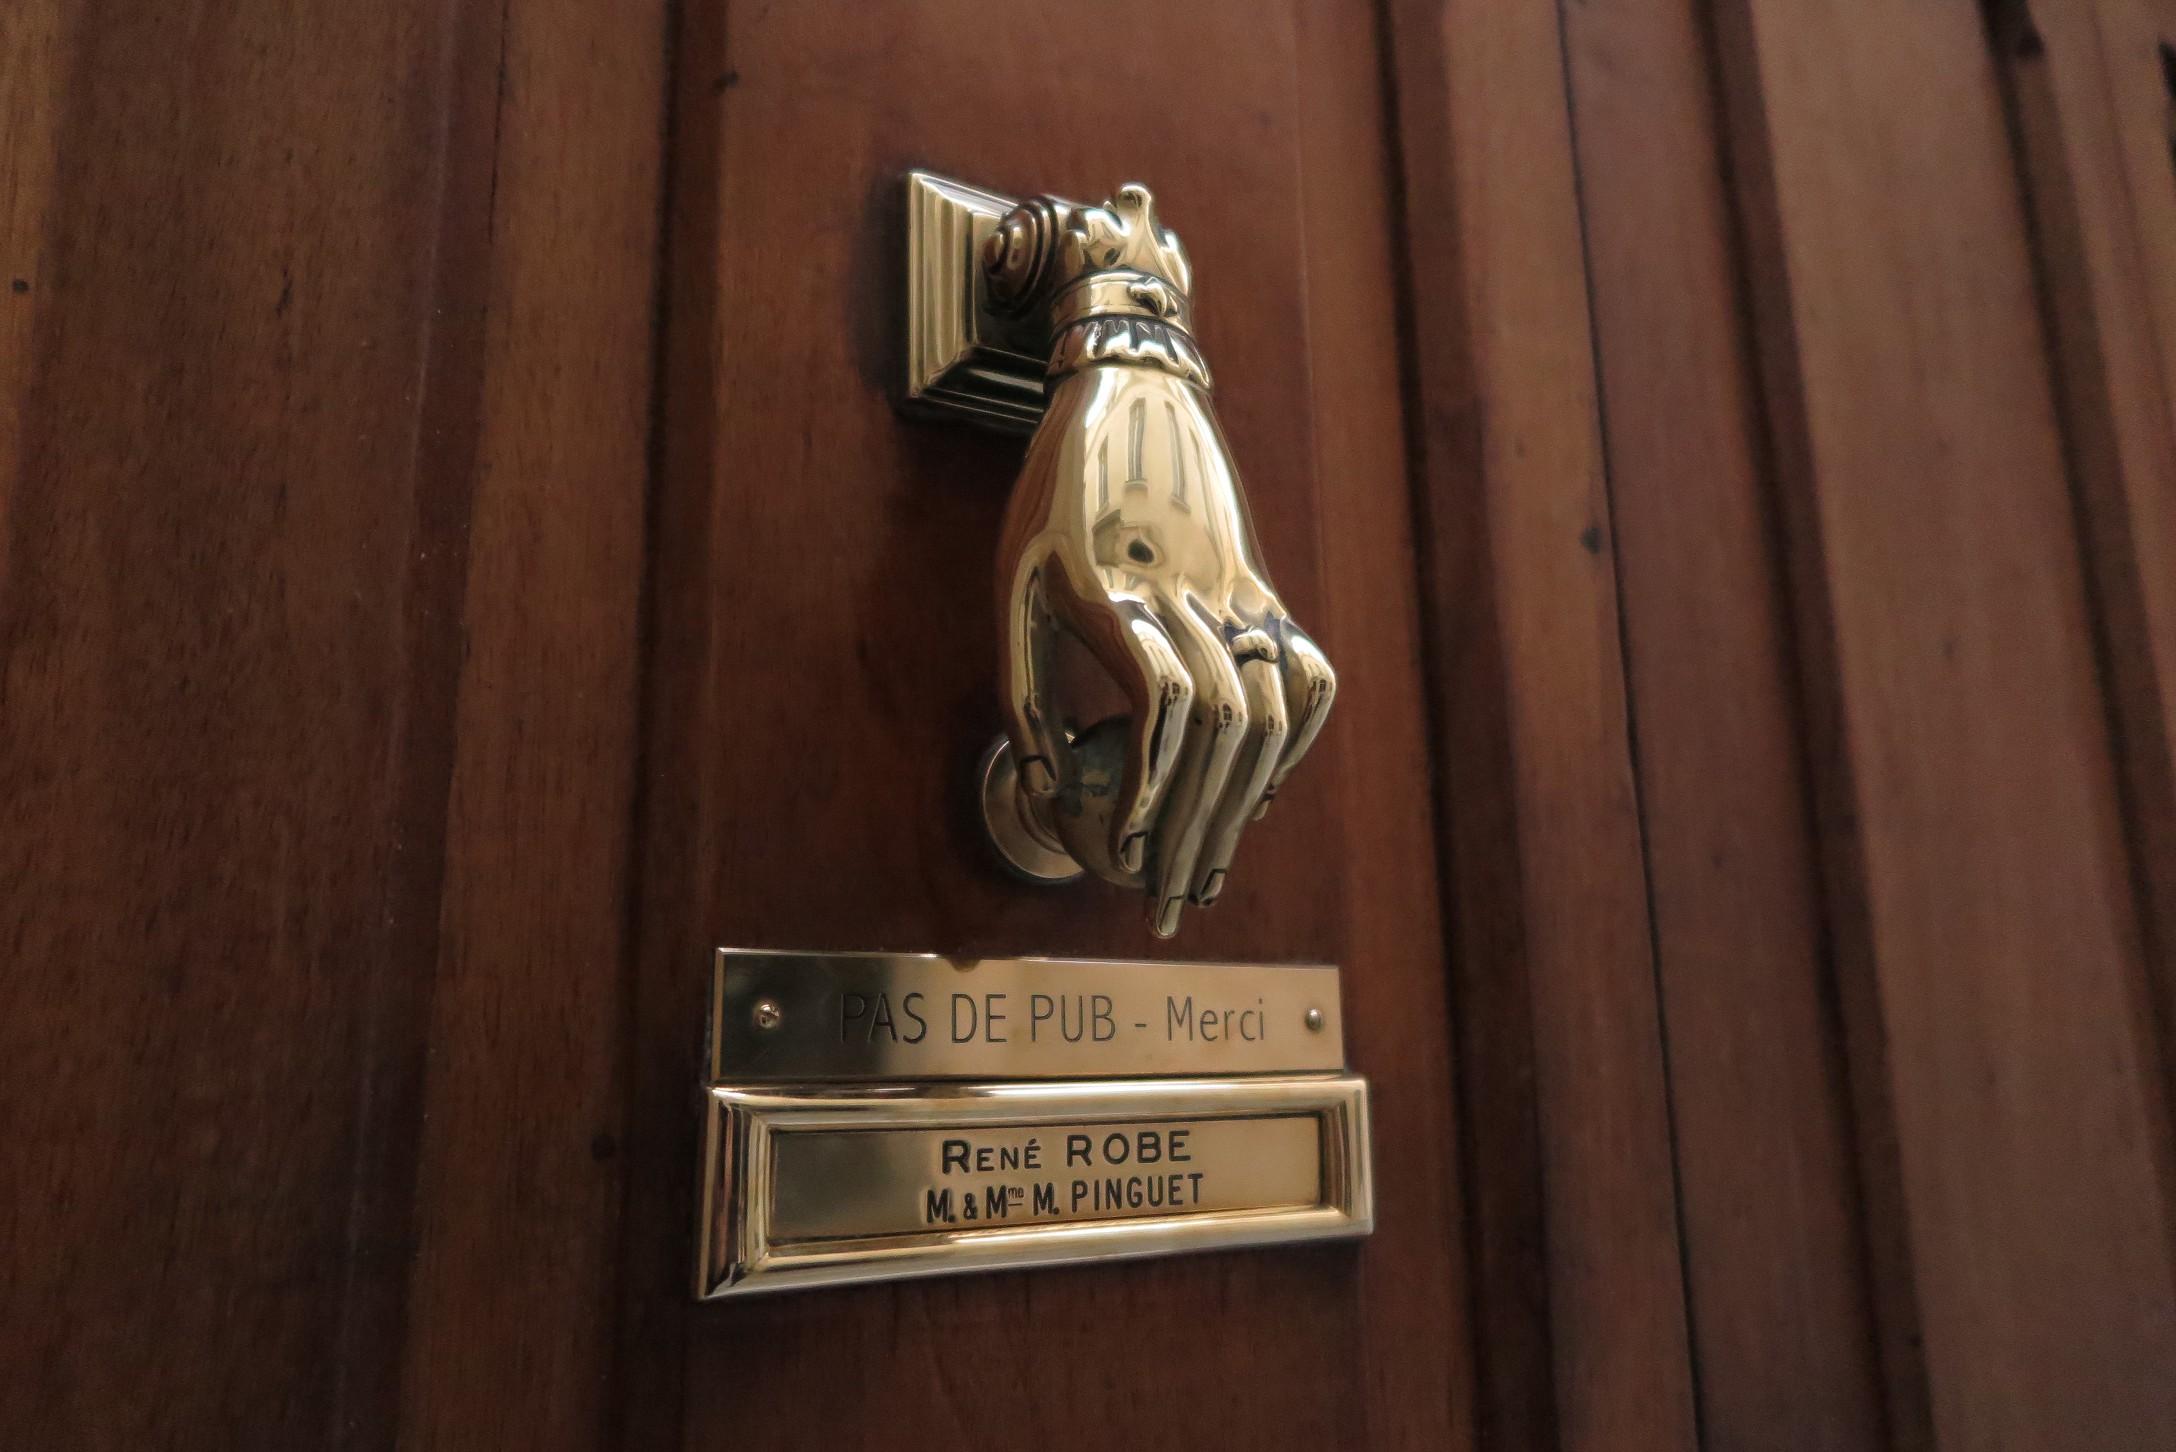 PAS DE PUB - Merci
RENÉ ROBE
M. & Mme M. PINGUET